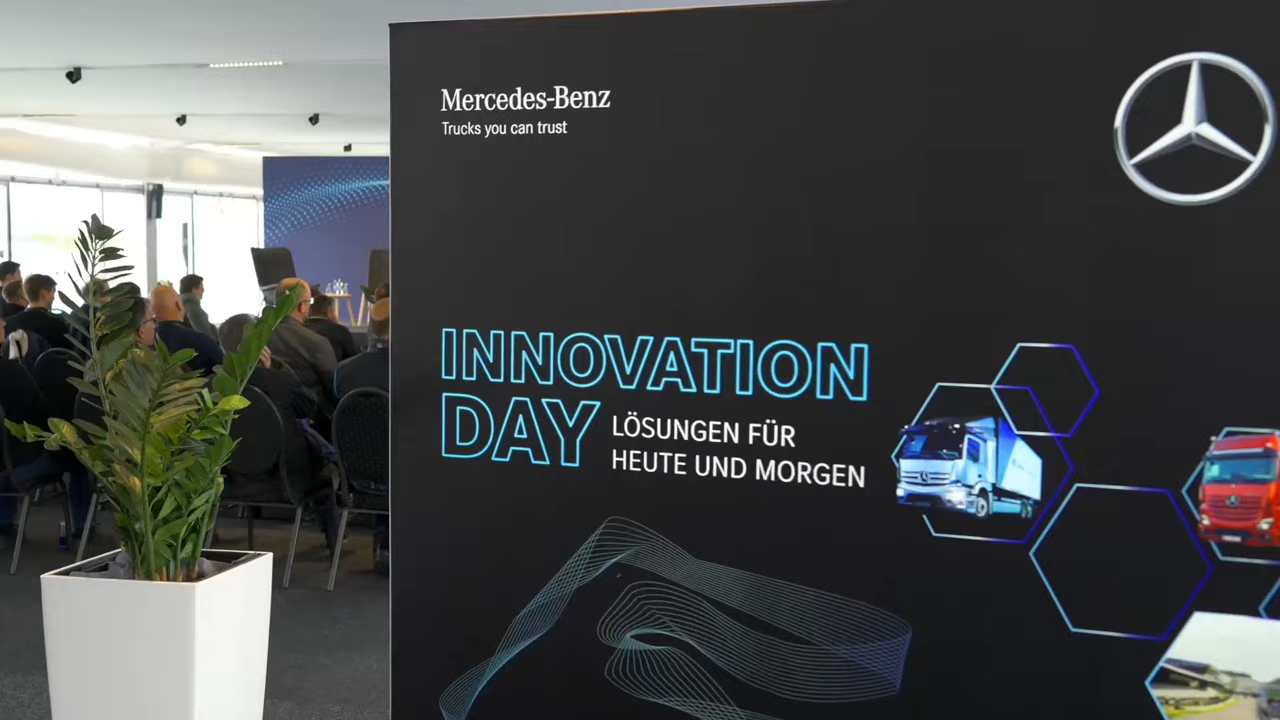 Mercedes-Benz
Trucks you can trust
INNOVATION
DAY
LÖSUNGEN FÜR
HEUTE UND MORGEN